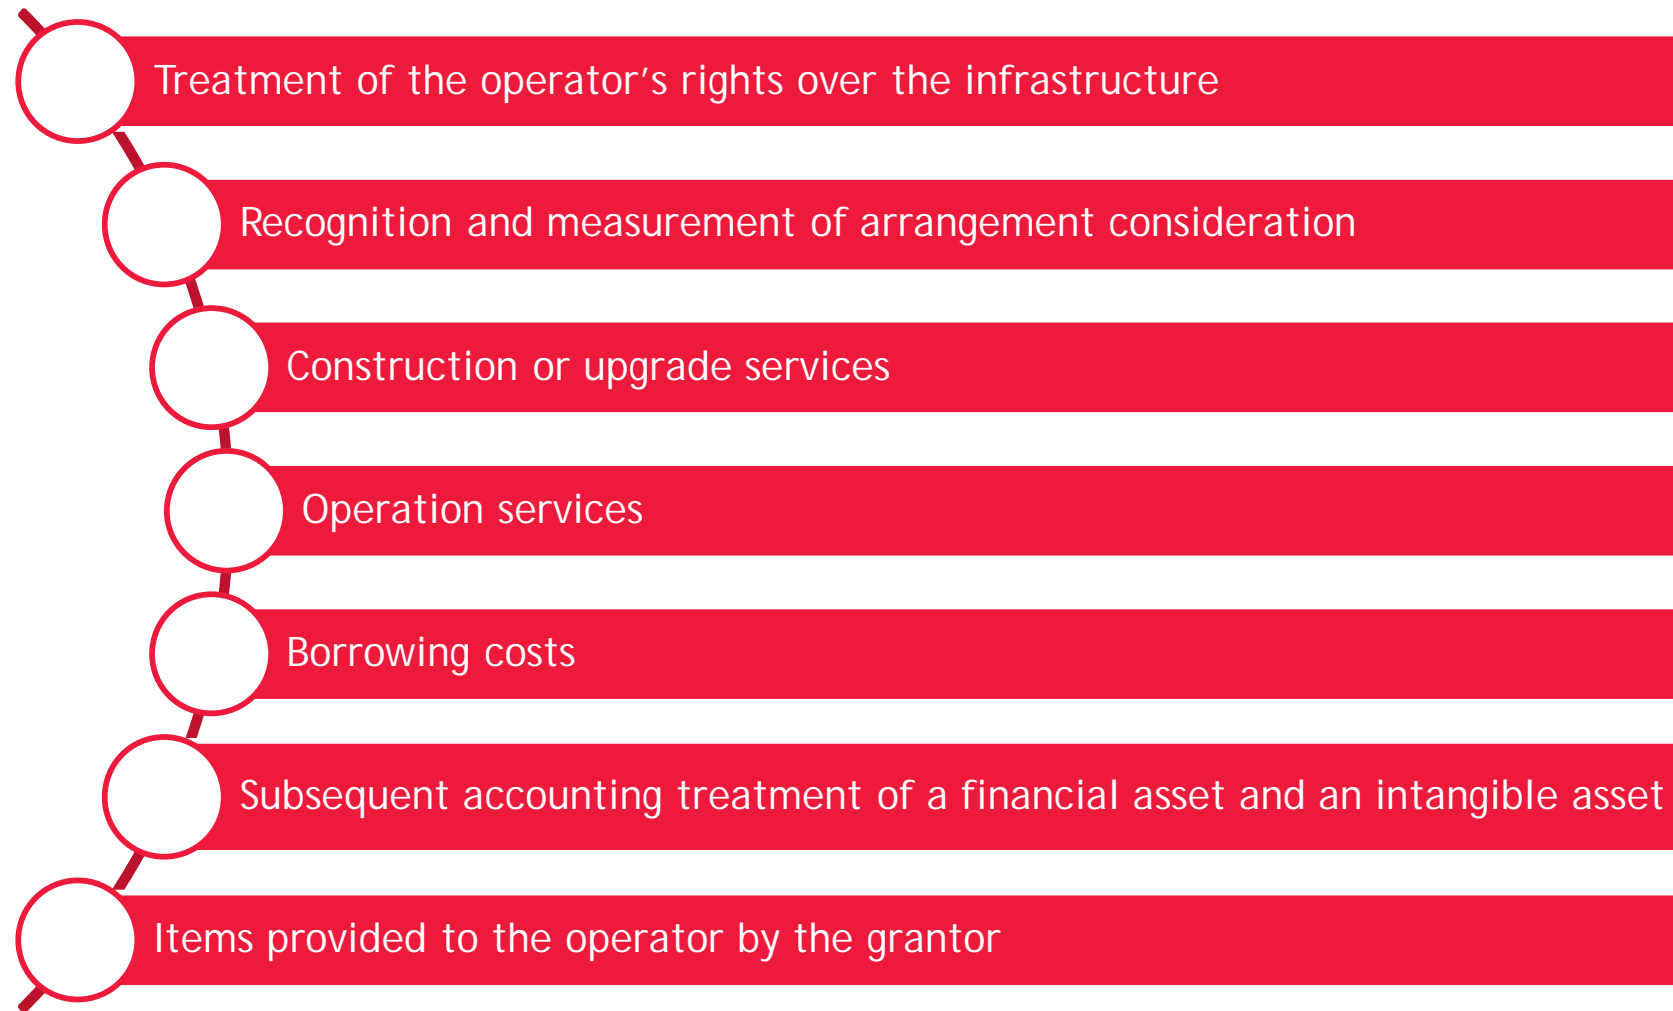 Treatment of the operator’s rights over the infrastructure
Recognition and measurement of arrangement consideration
Construction or upgrade services
Operation services
Borrowing costs
Subsequent accounting treatment of a financial asset and an intangible asset
Items provided to the operator by the grantor